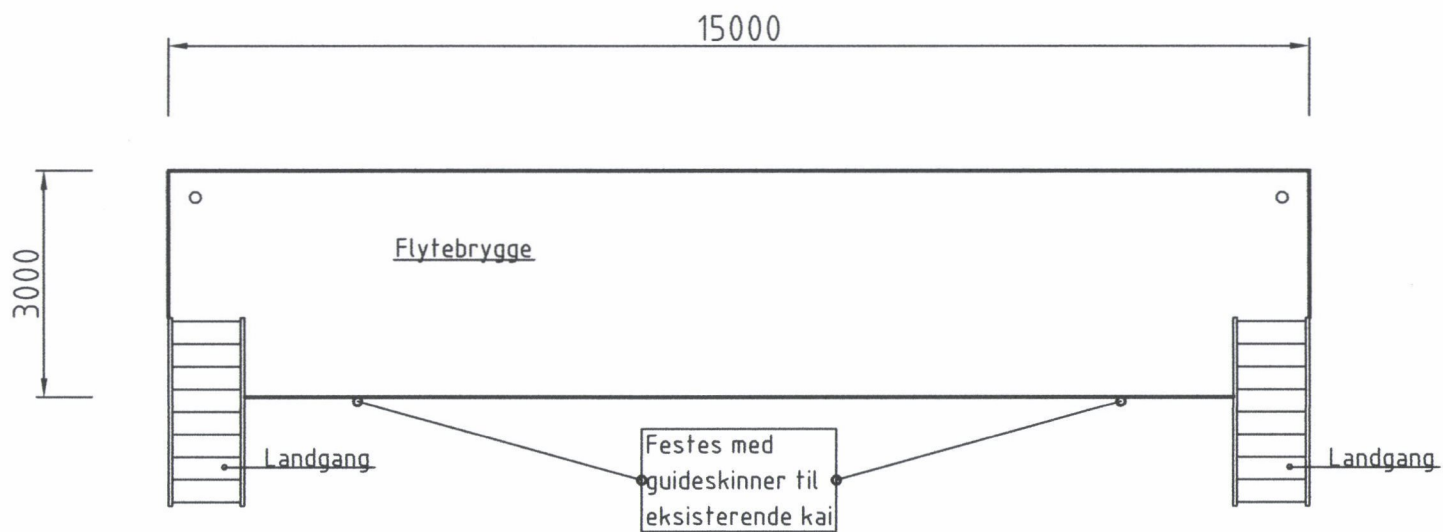 15000
3000
Flytebrygge
Landgang
Festes med
guideskinner til
eksisterende kai
Landgang